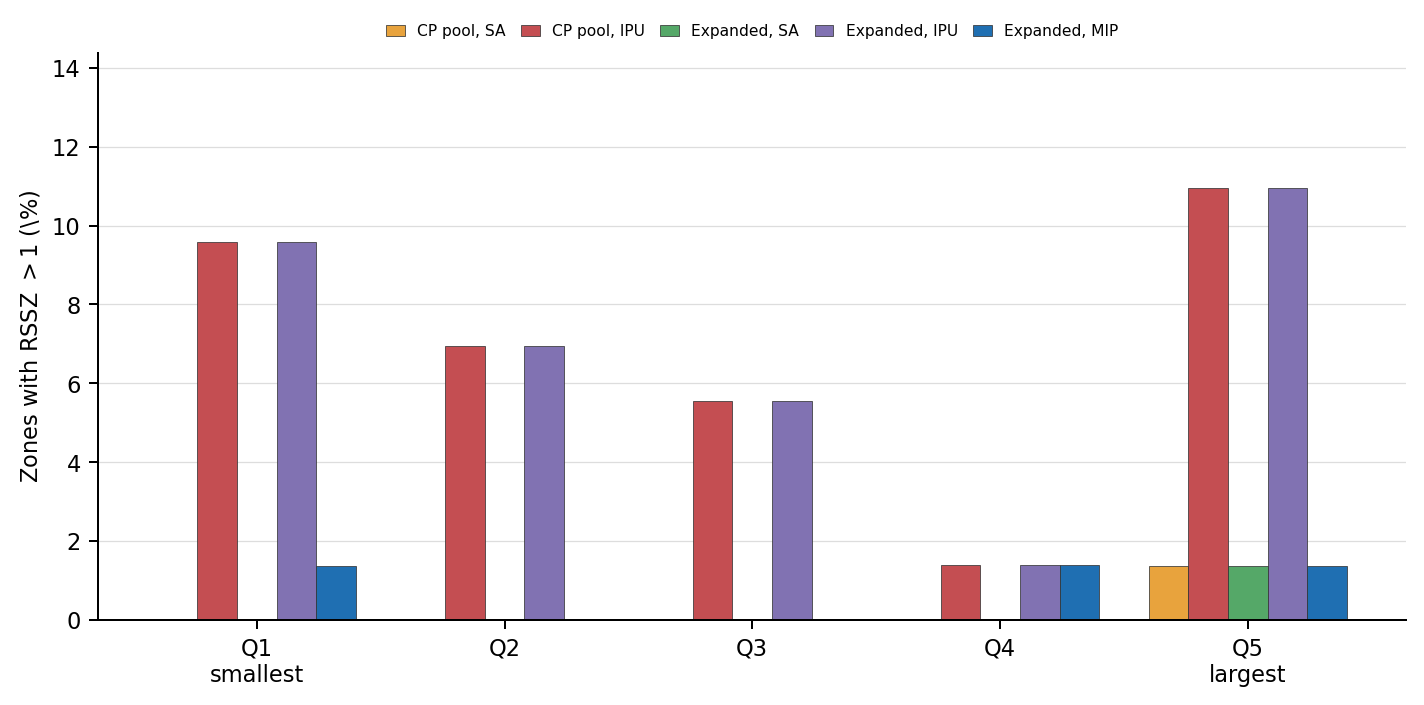 CP pool, SA CP pool, IPU Expanded, SA Expanded, IPU Expanded, MIP
Zones with RSSZ > 1 (\%)
14
12
10
8
6
4
2
0
Q1 Q2 Q3 Q4 Q5
smallest largest